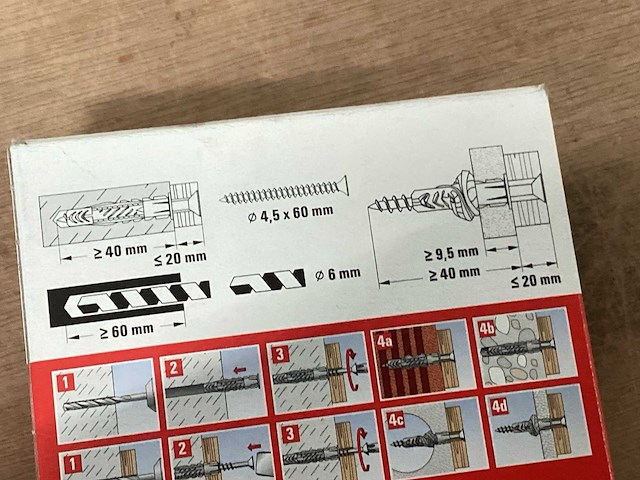 ≥ 40 mm
≤ 20 mm
ø 4,5 x 60 mm
≥ 9,5 mm
≥ 40 mm
≤ 20 mm
ø 6 mm
≥ 60 mm
1
2
3
4a
4b
1
2
3
4c
4d